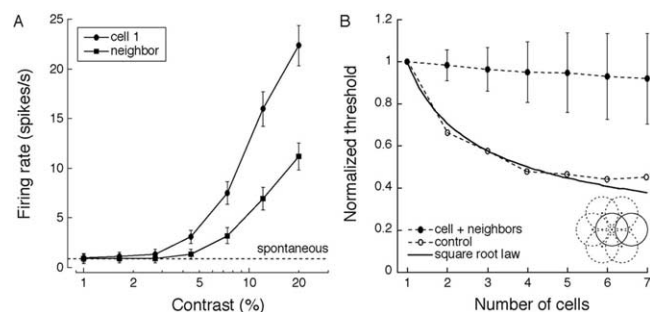 A
cell 1
neighbor
Firing rate (spikes/s)
25
20
15
10
5
0
spontaneous
1
2
5
10
20
Contrast (%)
B
Normalized threshold
1.2
1
0.8
0.6
0.4
0.2
0
cell + neighbors
control
square root law
1 2 3 4 5 6 7
Number of cells